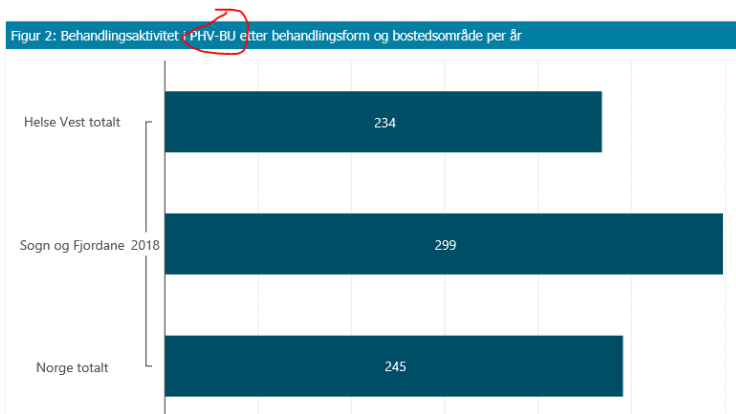 Figur 2: Behandlingsaktivitet i PHV-BU etter behandlingsform og bostedsområde per år
Helse Vest totalt
234
Sogn og Fjordane 2018
299
Norge totalt
245